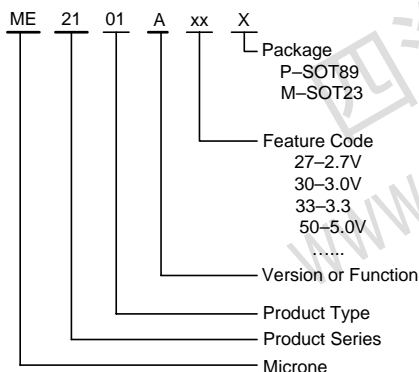 ME 21 01 A xx X
Package
P–SOT89
M–SOT23
Feature Code
27–2.7V
30–3.0V
33–3.3
50–5.0V
…...
Version or Function
Product Type
Product Series
Microne